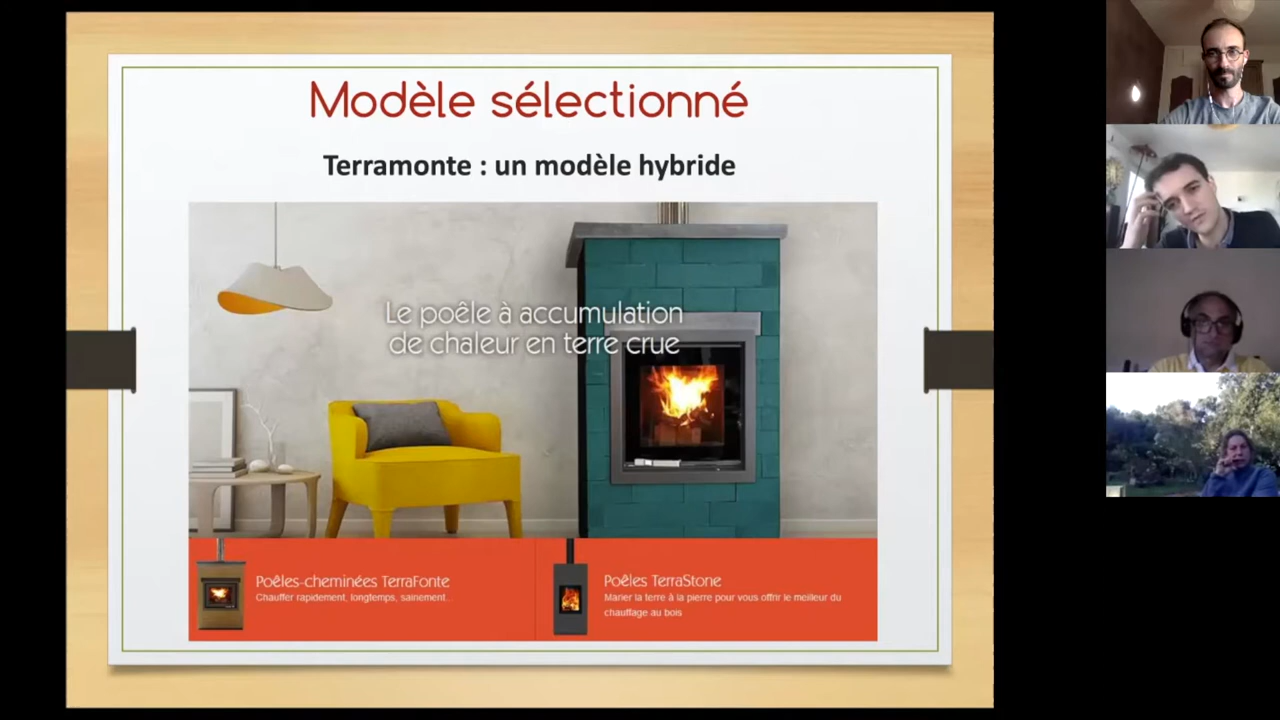 Modèle sélectionné
Terramonte : un modèle hybride
Le poêle à accumulation
de chaleur en terre crue
Poêles-cheminées TerraFonte
Chauffer rapidement, longtemps, sainement...
Poêles TerraStone
Marier la terre à la pierre pour vous offrir le meilleur du
chauffage au bois